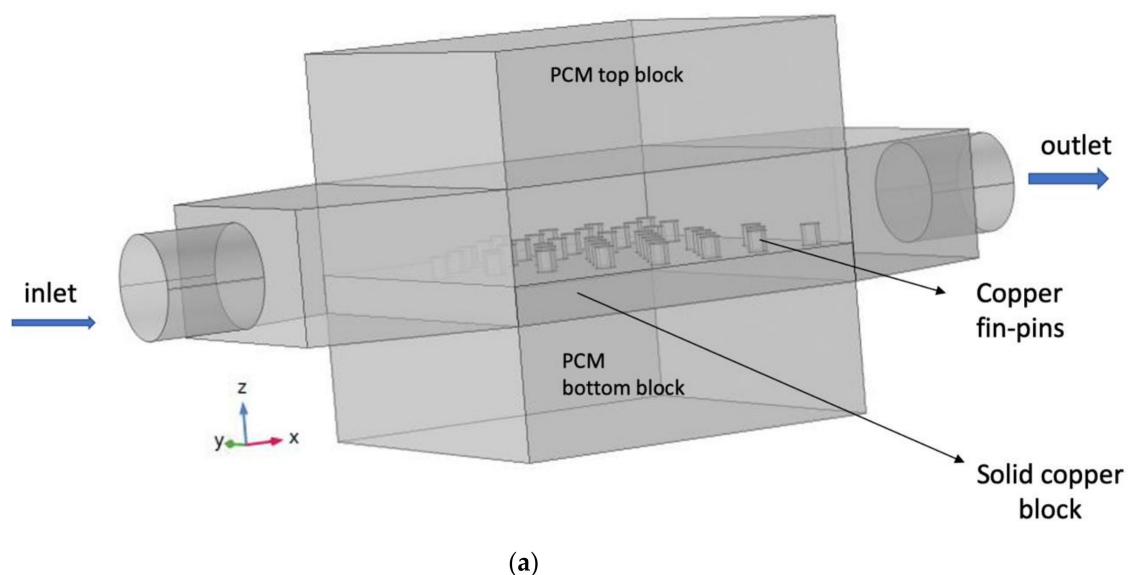 PCM top block
outlet
inlet
Copper
fin-pins
PCM
bottom block
z
y
x
Solid copper
block
(a)